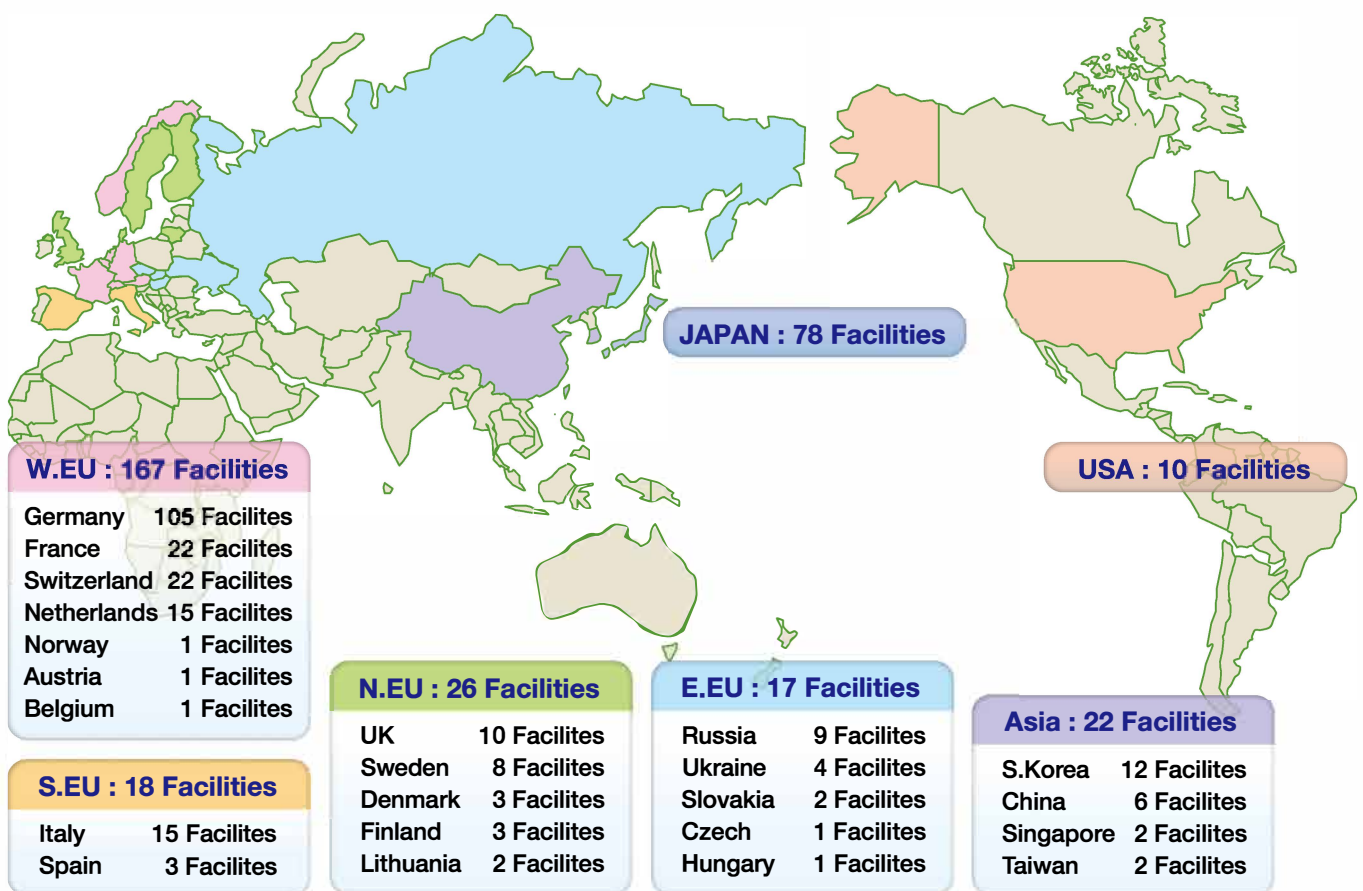 JAPAN : 78 Facilities
USA : 10 Facilities
W.EU : 167 Facilities
Germany 105 Facilites
France 22 Facilites
Switzerland 22 Facilites
Netherlands 15 Facilites
Norway 1 Facilites
Austria 1 Facilites
Belgium 1 Facilites
S.EU : 18 Facilities
Italy 15 Facilites
Spain 3 Facilites
N.EU : 26 Facilities
UK 10 Facilites
Sweden 8 Facilites
Denmark 3 Facilites
Finland 3 Facilites
Lithuania 2 Facilites
E.EU : 17 Facilities
Russia 9 Facilites
Ukraine 4 Facilites
Slovakia 2 Facilites
Czech 1 Facilites
Hungary 1 Facilites
Asia : 22 Facilities
S.Korea 12 Facilites
China 6 Facilites
Singapore 2 Facilites
Taiwan 2 Facilites